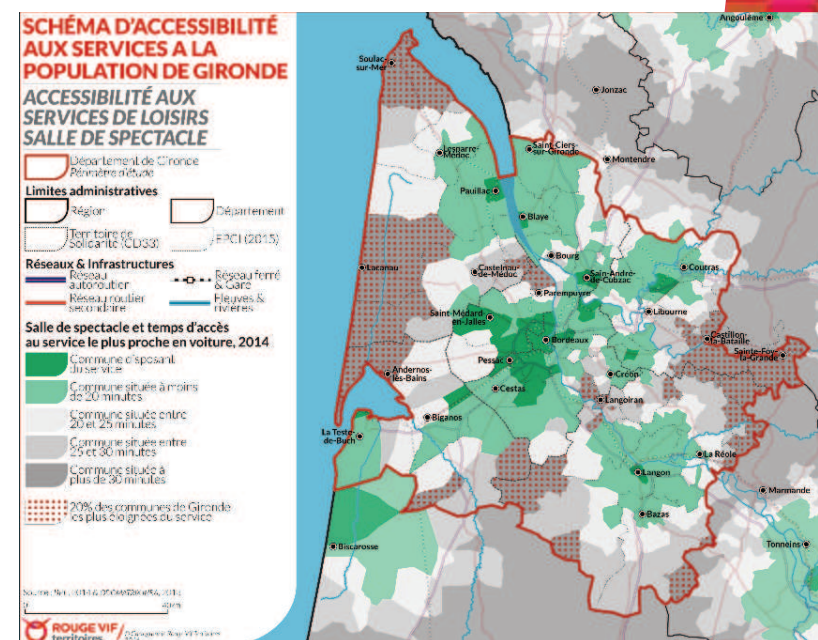 SCHÉMA D'ACCESSIBILITÉ
AUX SERVICES A LA
POPULATION DE GIRONDE
ACCESSIBILITÉ AUX
SERVICES DE LOISIRS
SALLE DE SPECTACLE
Département de Gironde
Périmètre d'étude
Limites administratives
Région
Département
Territoire de
Solidarité (CD33)
EPCI (2015)
Réseaux & Infrastructures
Réseau
autoroutier
Réseau ferré
& Gare
Réseau routier
secondaire
Fleuves &
rivières
Salle de spectacle et temps d'accès
au service le plus proche en voiture, 2014
Commune disposant
du service
Commune située à moins
de 20 minutes
Commune située entre
20 et 25 minutes
Commune située entre
25 et 30 minutes
Commune située à
plus de 30 minutes
20% des communes de Gironde
les plus éloignées du service
ROUGE VIF
territoires
Angoulême
Soulac-
sur-Mer
Jonzac
Lesparre-
Médoc
Saint-Ciers-
sur-Gironde
Montendre
Pauillac
Blaye
Bourg
Lacanau
Castelnau-
de-Médoc
Sain-André-
de-Cubzac
Coutras
Parempuyre
Saint-Médard-
en-Jalles
Libourne
Bordeaux
Castillon-
la-Bataille
Sainte-Foy-
la-Grande
Pessac
Andernos-
lès-Bains
Créon
Cestas
Langoiran
Biganos
La Teste-
de-Buch
La Réole
Langon
Marmande
Bazas
Biscarosse
Tonneins